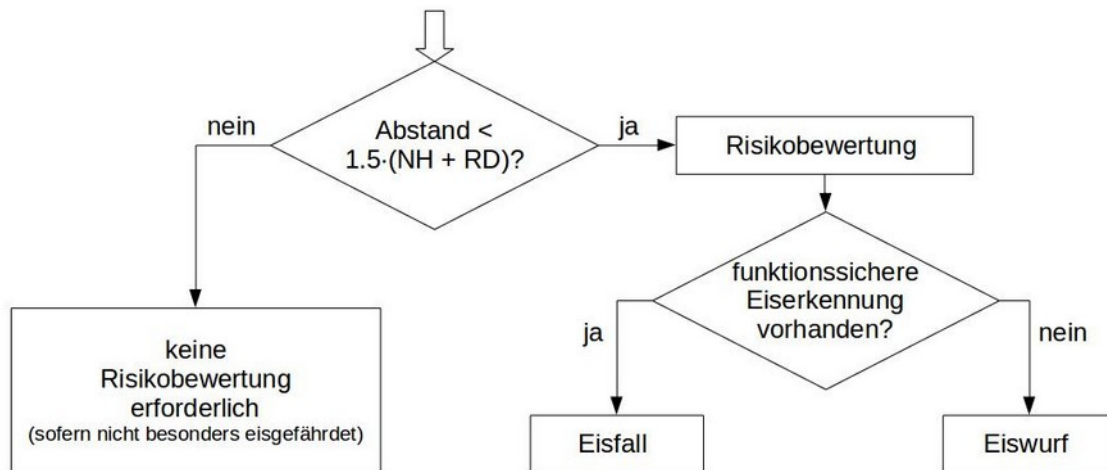 Abstand <
1.5·(NH + RD)?
nein
ja
Risikobewertung
keine
Risikobewertung
erforderlich
(sofern nicht besonders eisgefährdet)
funktionssichere
Eiserkennung
vorhanden?
ja
nein
Eisfall
Eiswurf